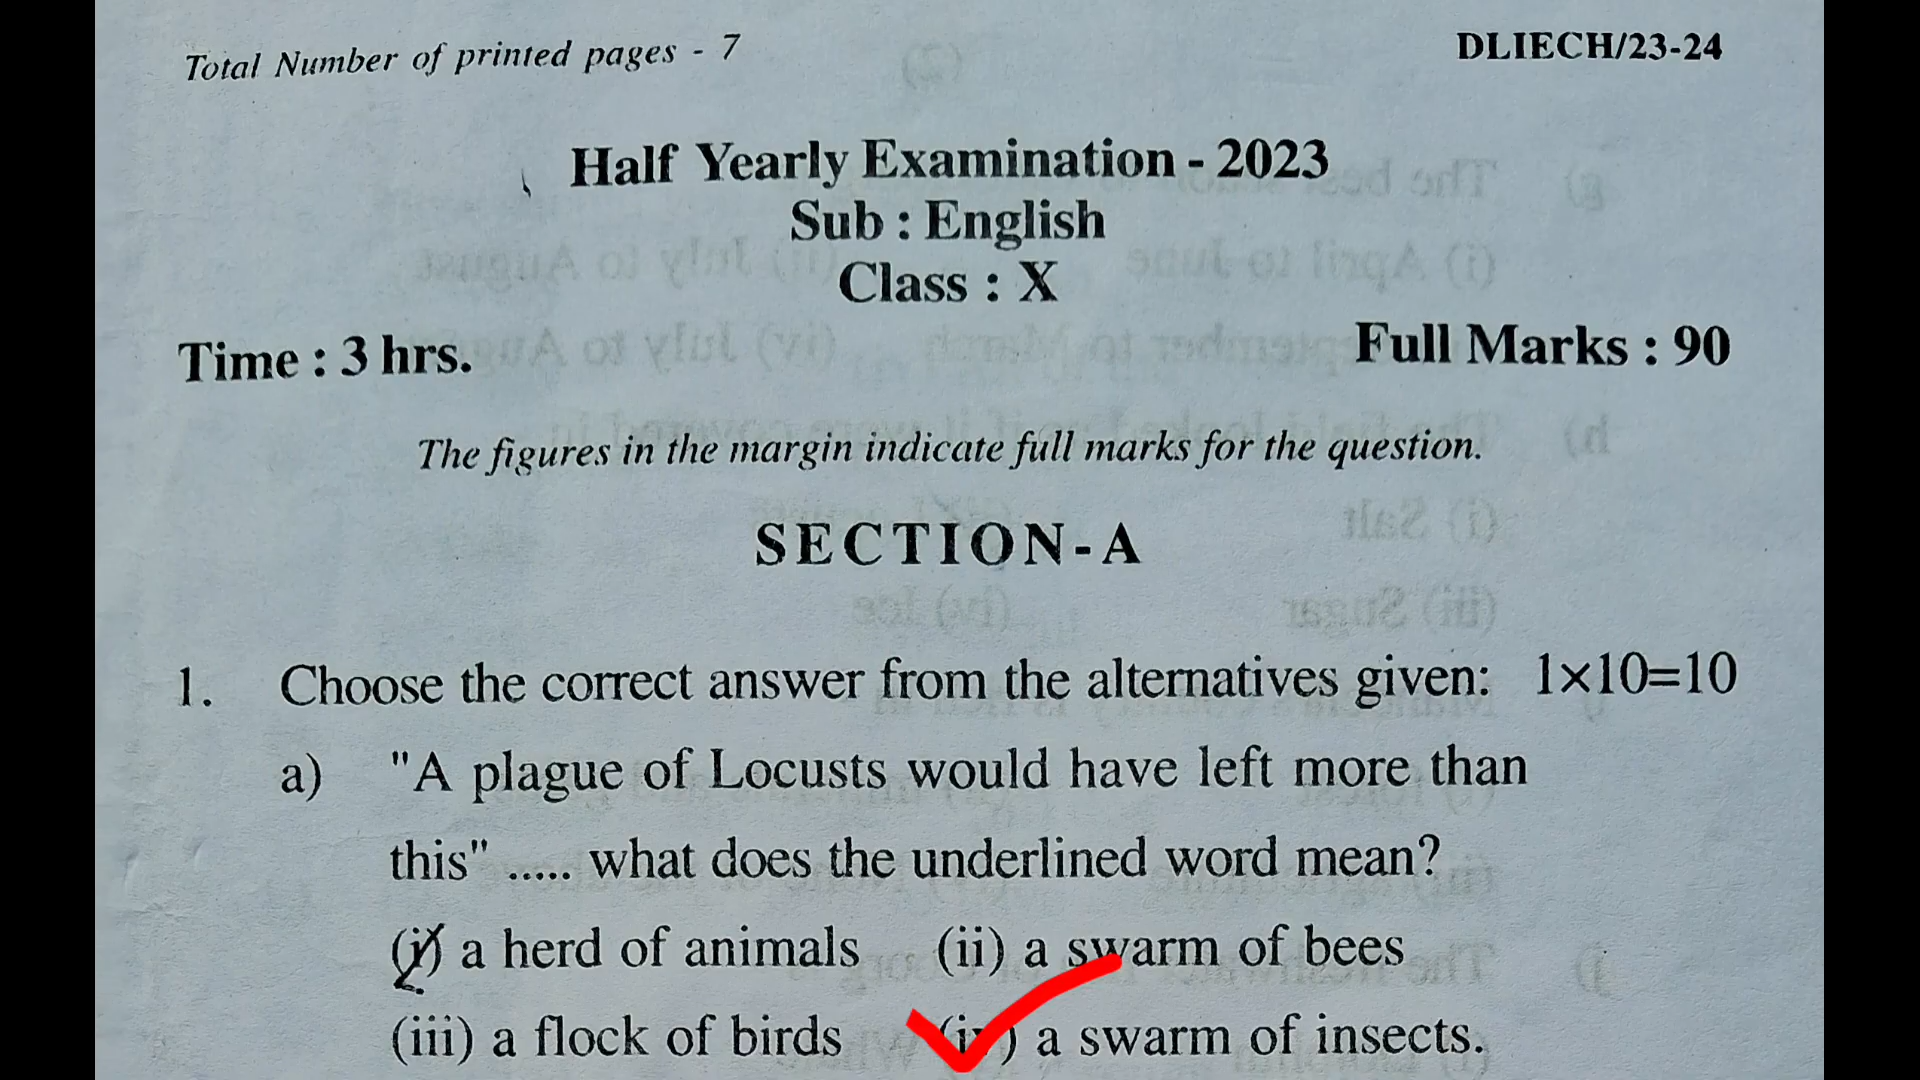 Total Number of printed pages - 7
DLIECH/23-24
Half Yearly Examination - 2023
Sub : English
Class : X
Time : 3 hrs.
Full Marks : 90
The figures in the margin indicate full marks for the question.
SECTION-A
1. Choose the correct answer from the alternatives given: 1×10=10
a) "A plague of Locusts would have left more than
this" ..... what does the underlined word mean?
(i) a herd of animals (ii) a swarm of bees
(iii) a flock of birds (iv) a swarm of insects.